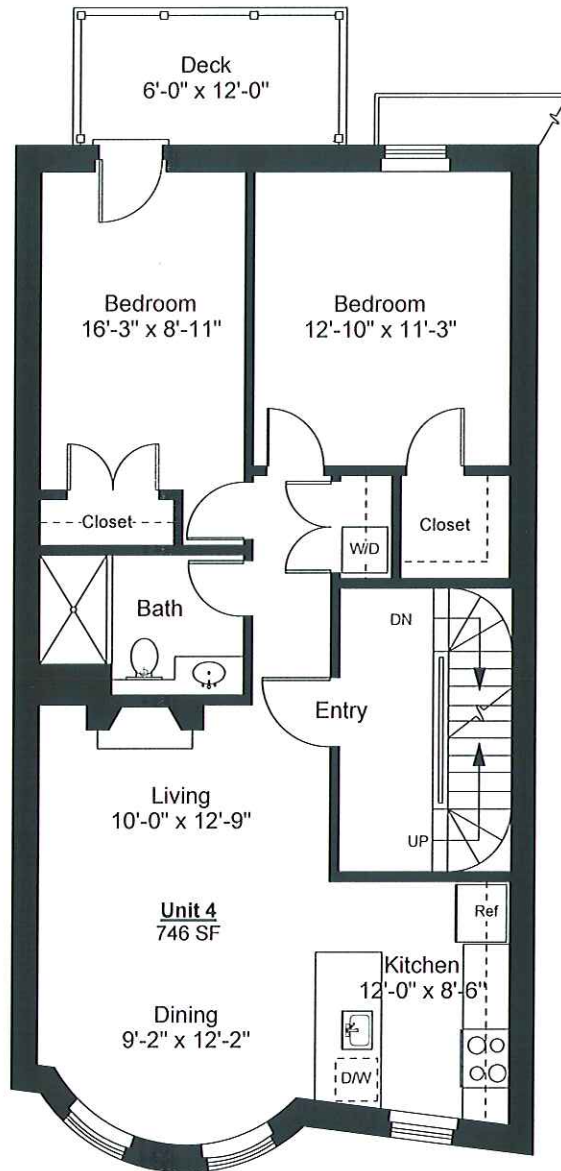 Deck
6'-0" x 12'-0"
Bedroom
16'-3" x 8'-11"
Bedroom
12'-10" x 11'-3"
Closet
W/D
Closet
Bath
DN
Entry
UP
Living
10'-0" x 12'-9"
Unit 4
746 SF
Ref
Kitchen
12'-0" x 8'-6"
Dining
9'-2" x 12'-2"
D/W